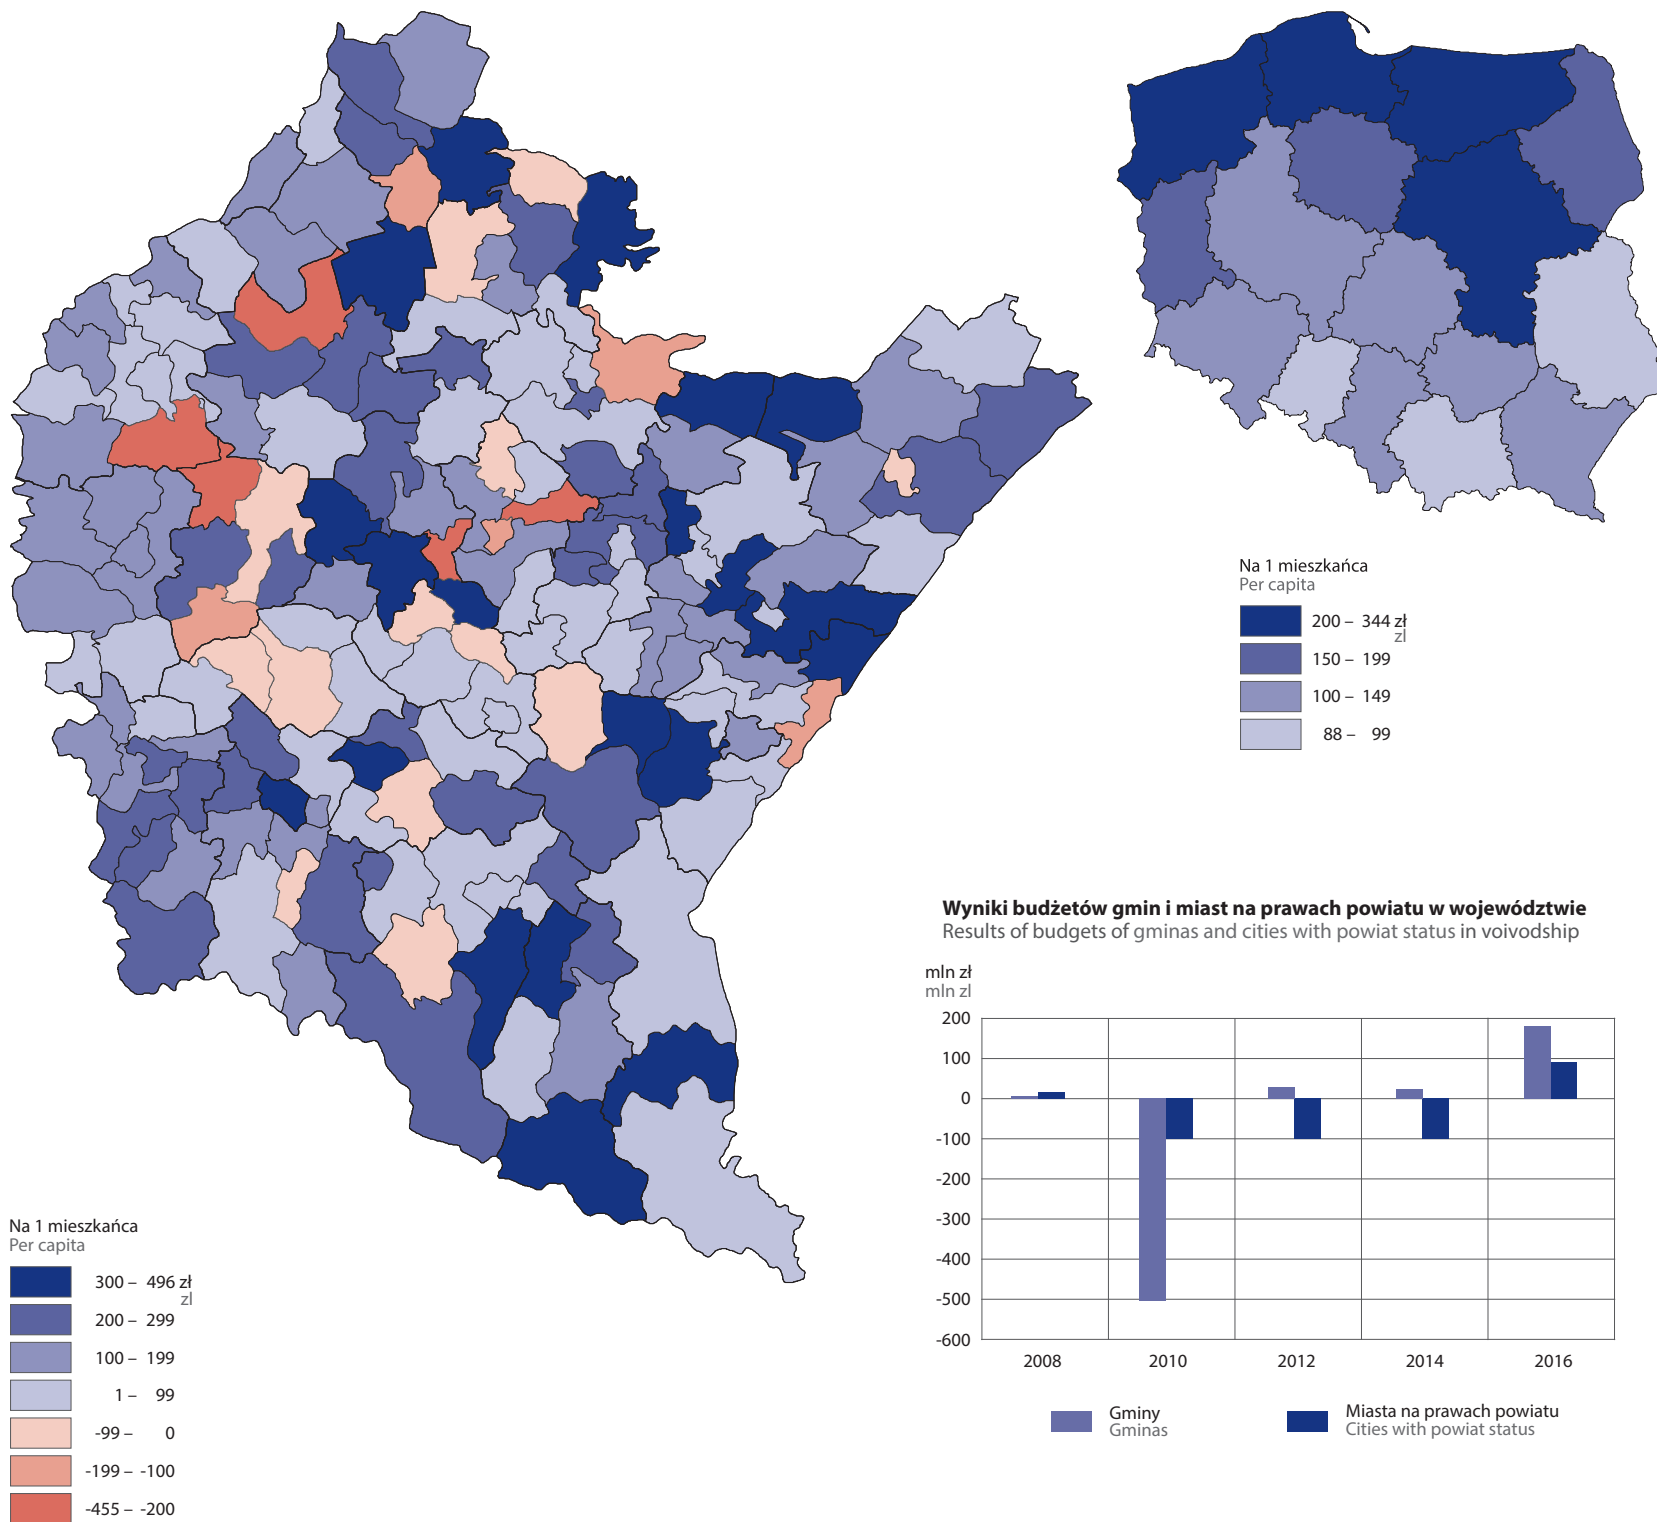 Na 1 mieszkańca
Per capita
200 – 344 zł
zl
150 – 199
100 – 149
88 – 99
Wyniki budżetów gmin i miast na prawach powiatu w województwie
Results of budgets of gminas and cities with powiat status in voivodship
mln zł
mln zl
200
100
0
-100
-200
-300
-400
-500
-600
2008 2010 2012 2014 2016
Gminy
Gminas
Miasta na prawach powiatu
Cities with powiat status
Na 1 mieszkańca
Per capita
300 – 496 zł
zl
200 – 299
100 – 199
1 – 99
-99 – 0
-199 – -100
-455 – -200